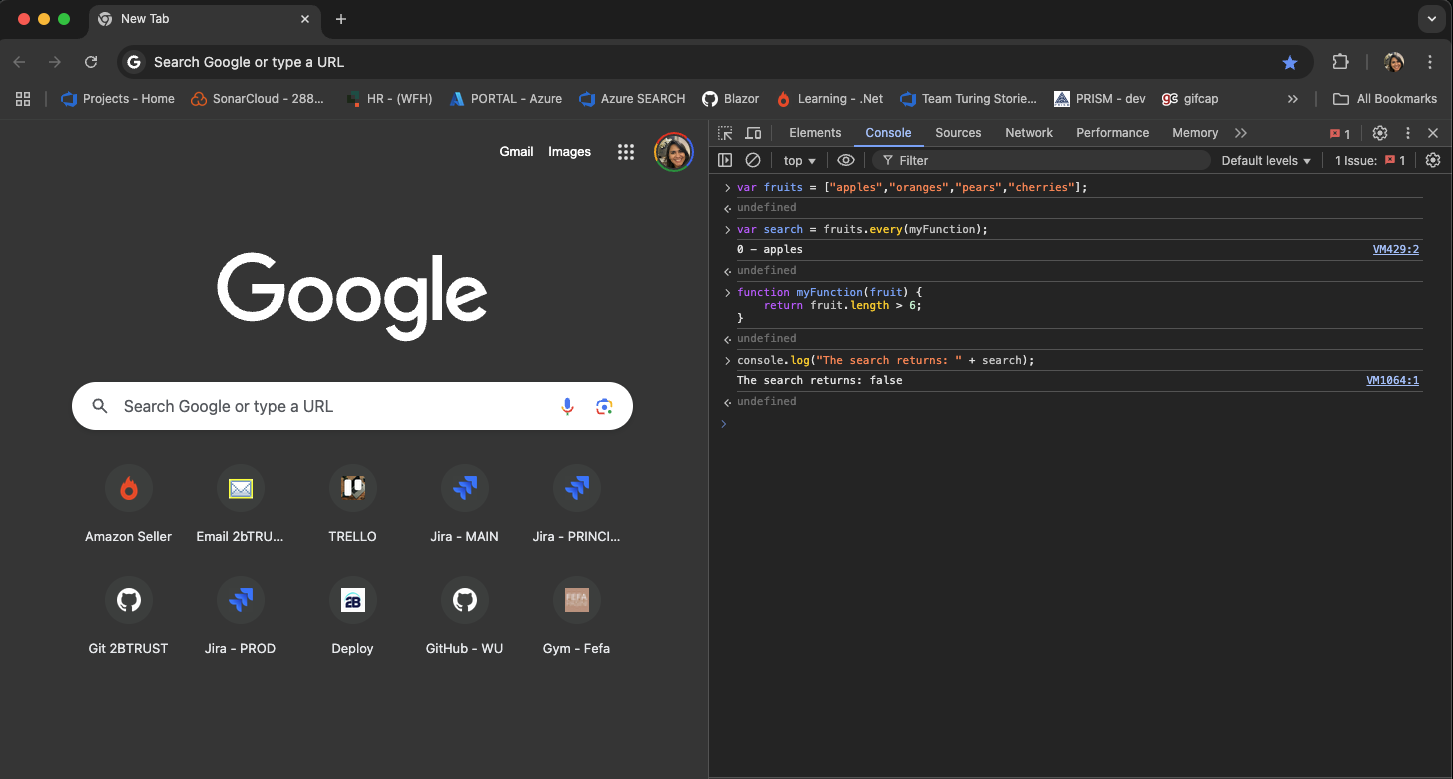 New Tab
Search Google or type a URL
Projects - Home
SonarCloud - 288...
HR - (WFH)
PORTAL - Azure
Azure SEARCH
Blazor
Learning - .Net
Team Turing Storie...
PRISM - dev
gc gifcap
All Bookmarks
Gmail Images
Google
Search Google or type a URL
Amazon Seller
Email 2bTRU...
TRELLO
Jira - MAIN
Jira - PRINCI...
2B
FEFA
Git 2BTRUST
Jira - PROD
Deploy
GitHub - WU
Gym - Fefa
Elements Console Sources Network Performance Memory 1
top Filter Default levels 1 Issue: 1
var fruits = ["apples","oranges","pears","cherries"];
undefined
var search = fruits.every(myFunction);
0 – apples VM429:2
undefined
function myFunction(fruit) {
return fruit.length > 6;
}
undefined
console.log("The search returns: " + search);
The search returns: false VM1064:1
undefined